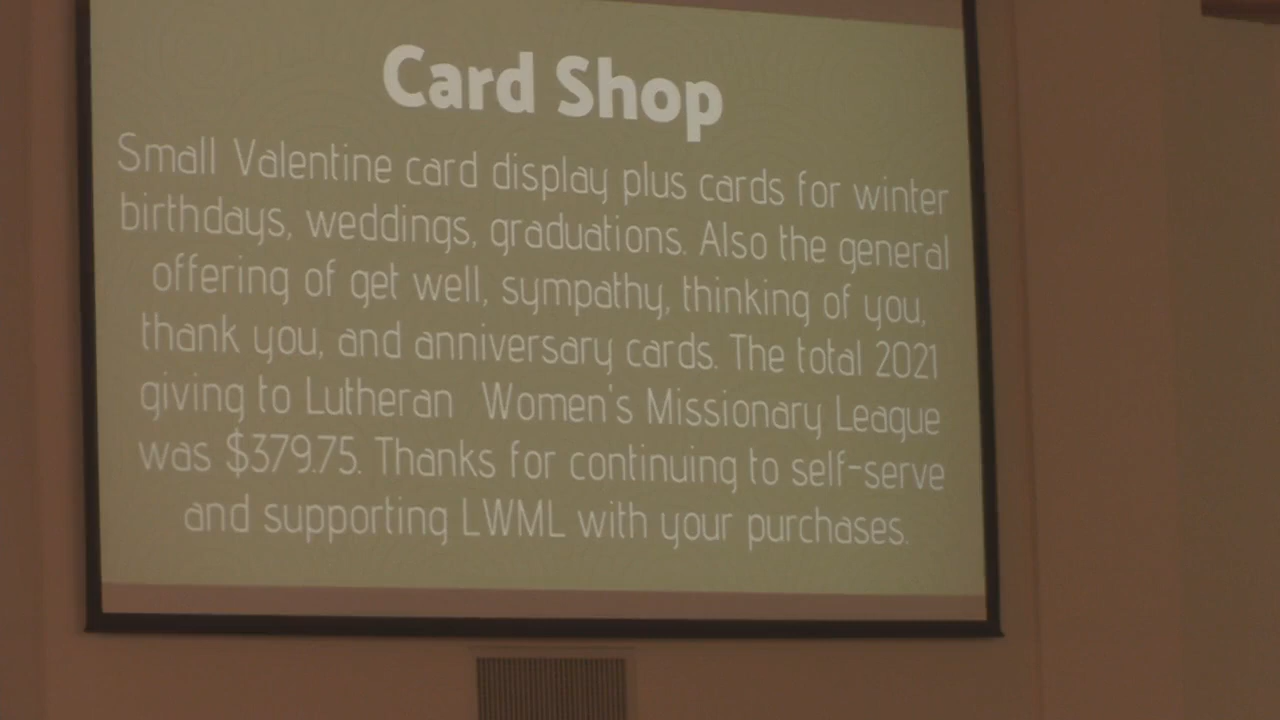 Card Shop
Small Valentine card display plus cards for winter
birthdays, weddings, graduations. Also the general
offering of get well, sympathy, thinking of you,
thank you, and anniversary cards. The total 2021
giving to Lutheran Women's Missionary League
was $379.75. Thanks for continuing to self-serve
and supporting LWML with your purchases.